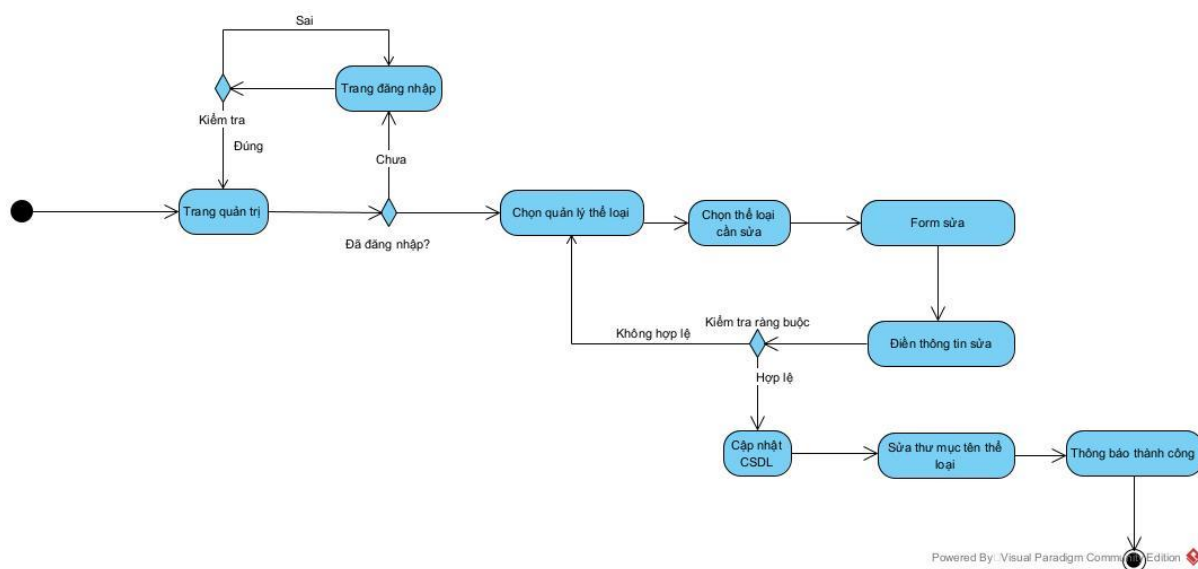 Sai
Trang đăng nhập
Kiểm tra
Đúng
Chưa
Trang quản trị
Đã đăng nhập?
Chọn quản lý thể loại
Chọn thể loại
cần sửa
Form sửa
Kiểm tra ràng buộc
Không hợp lệ
Điền thông tin sửa
Hợp lệ
Cập nhật
CSDL
Sửa thư mục tên thể
loại
Thông báo thành công
Powered By Visual Paradigm Community Edition